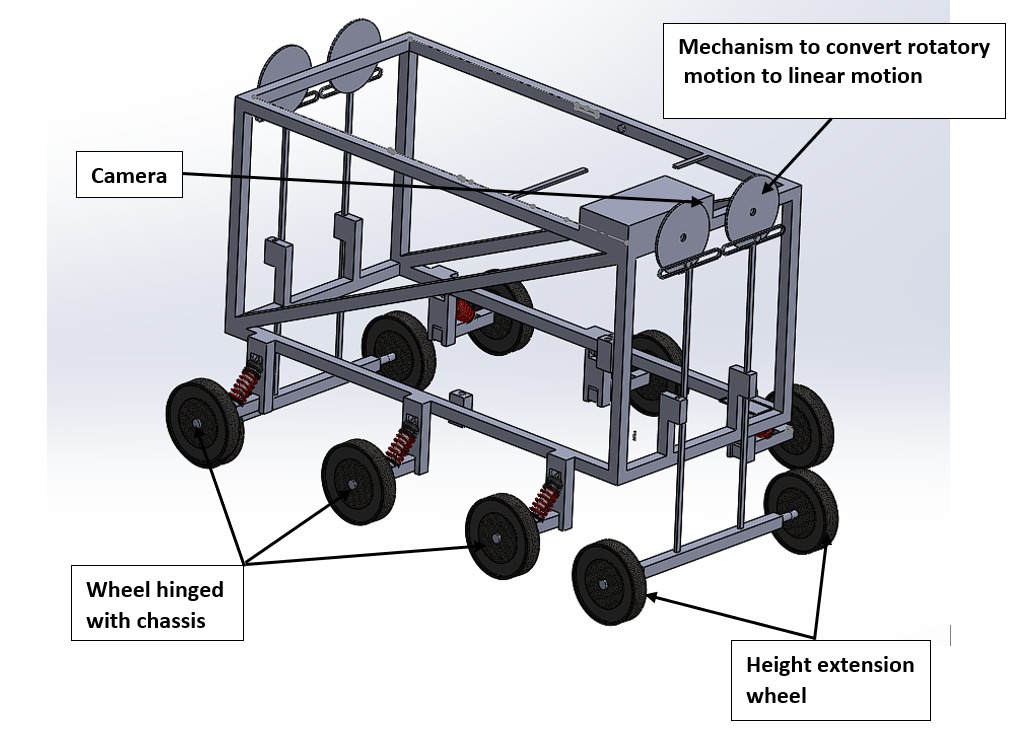 Mechanism to convert rotatory
motion to linear motion
Camera
Wheel hinged
with chassis
Height extension
wheel